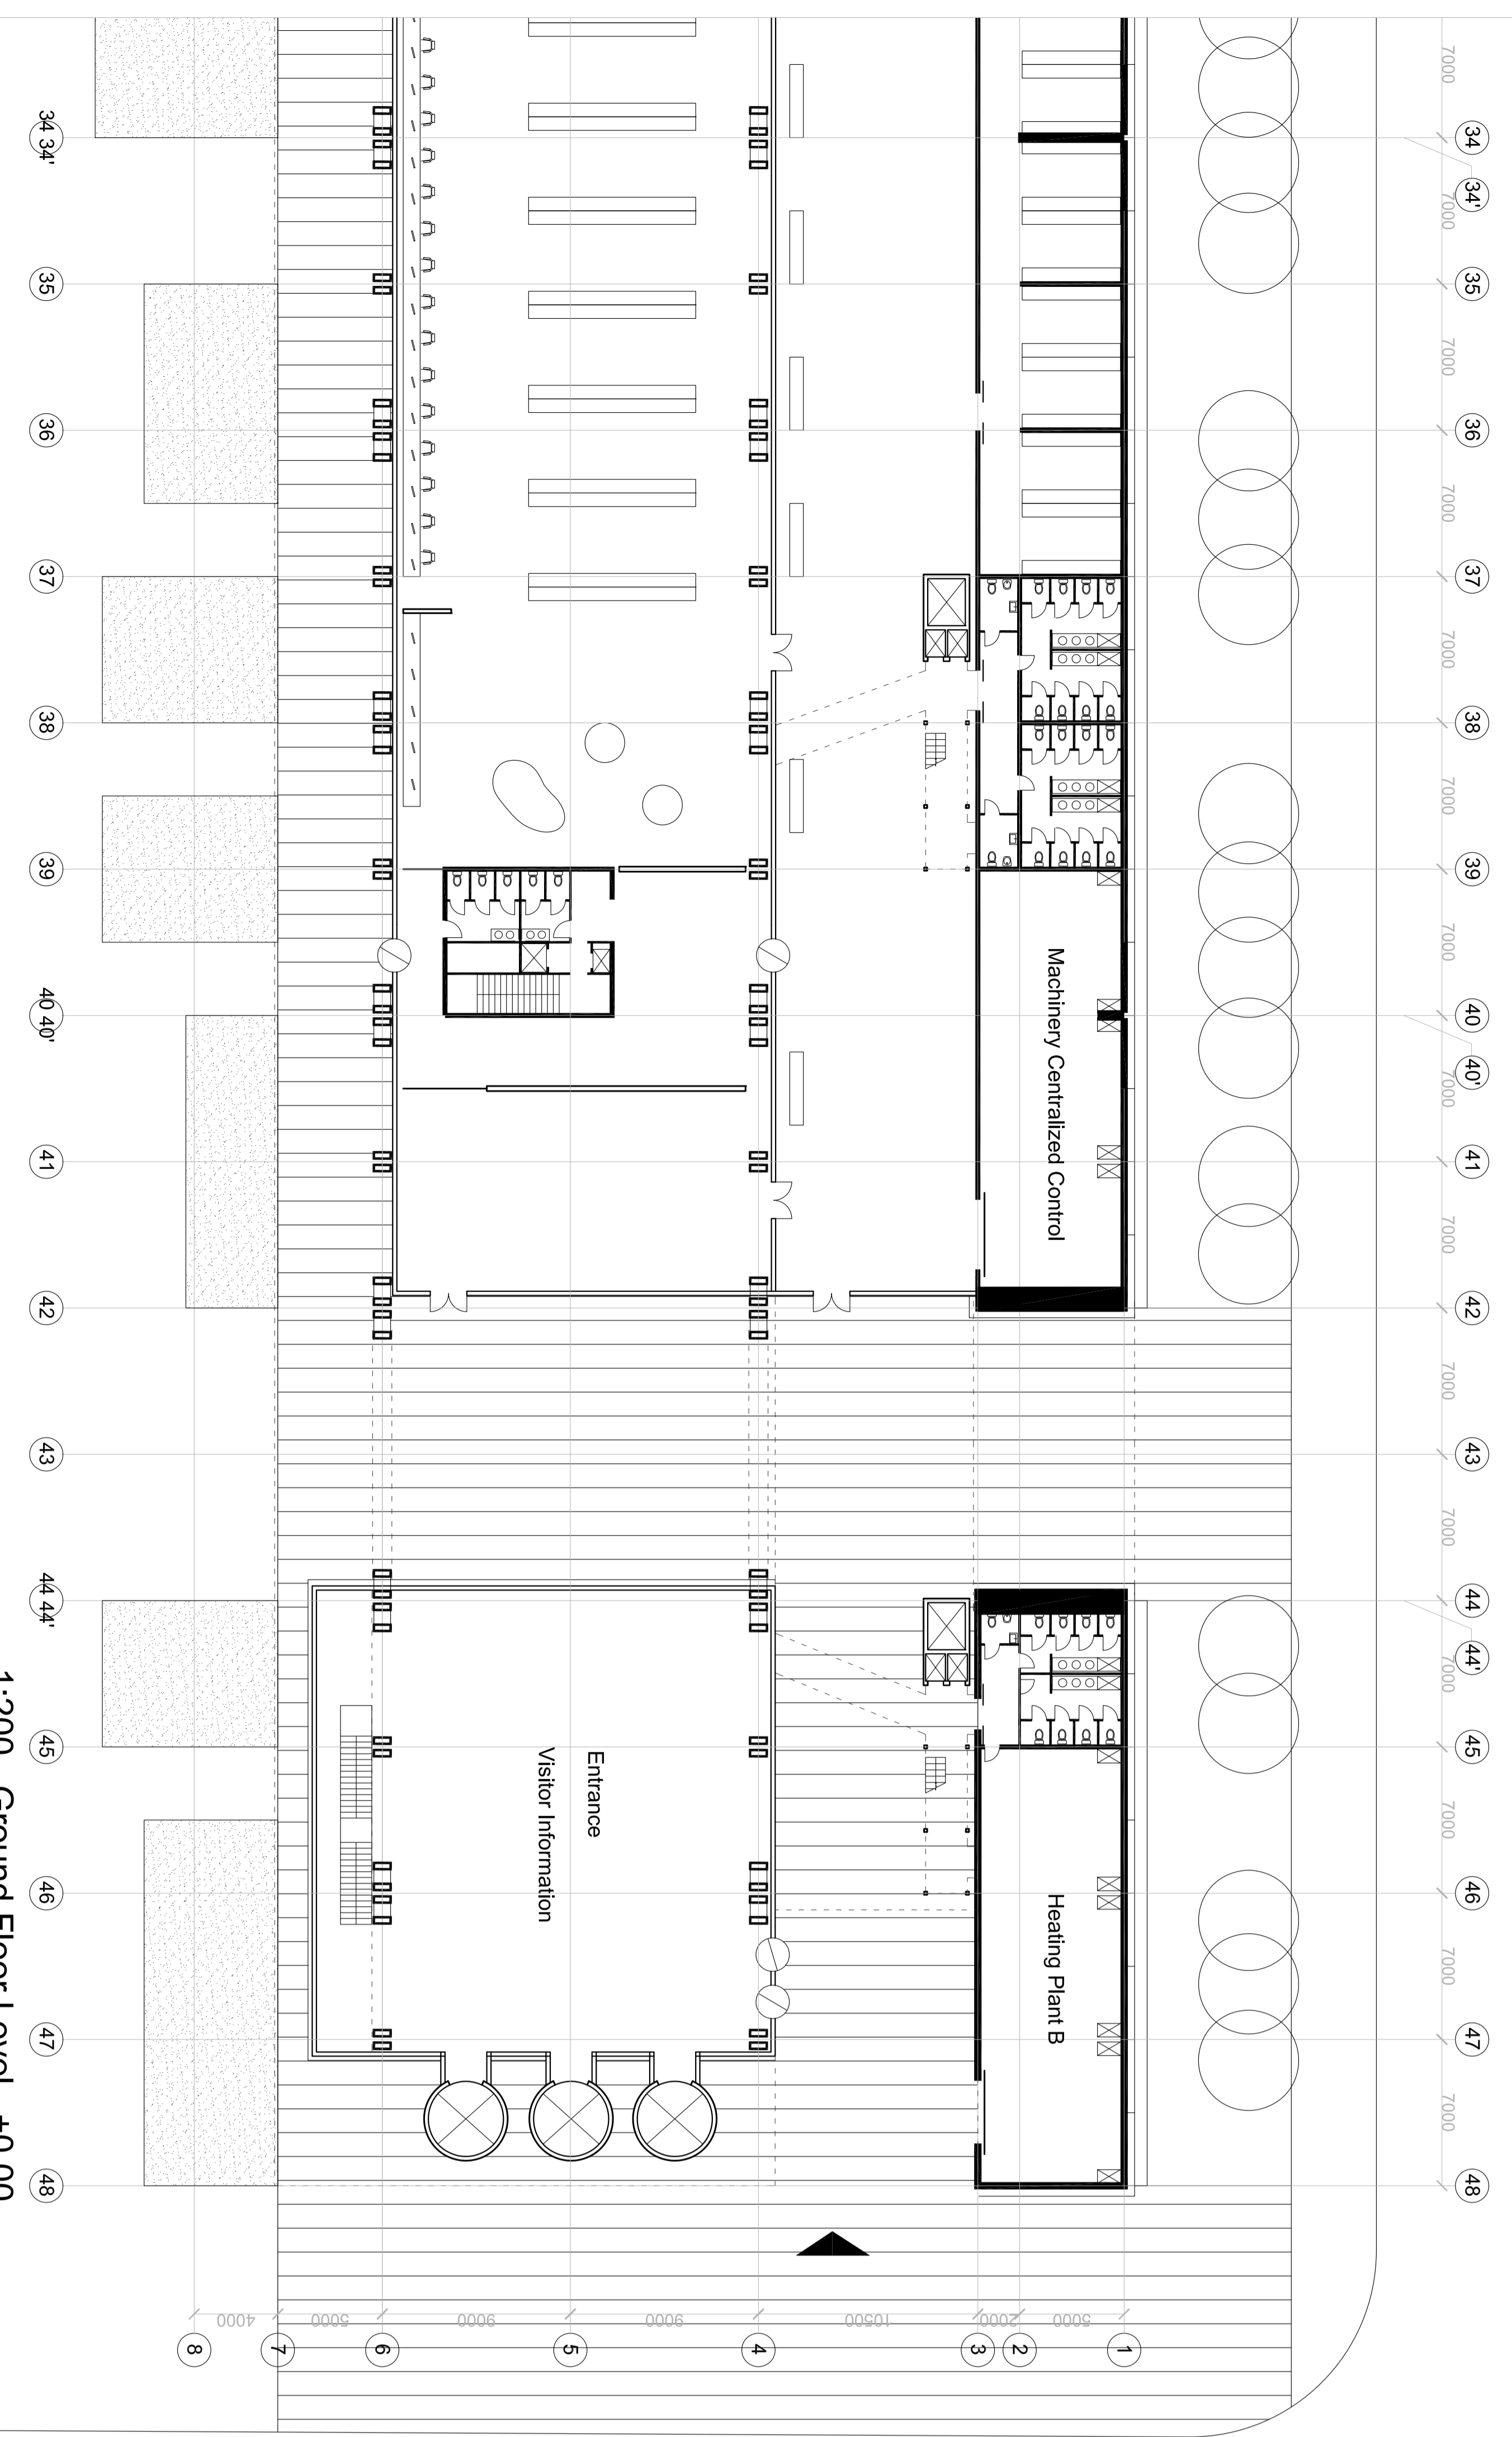 34 34' 35 36 37 38 39 40 40' 41 42 43 44 44' 45 46 47 48
7000 7000 7000 7000 7000 7000 7000 7000 7000 7000 7000 7000 7000 7000 7000
1
5000
2
2000
3
10500
4
9000
5
9000
6
5000
7
4000
8
Machinery Centralized Control
Heating Plant B
Entrance
Visitor Information
34 34' 35 36 37 38 39 40 40' 41 42 43 44 44' 45 46 47 48
1:200 Ground Floor Level ±0.00